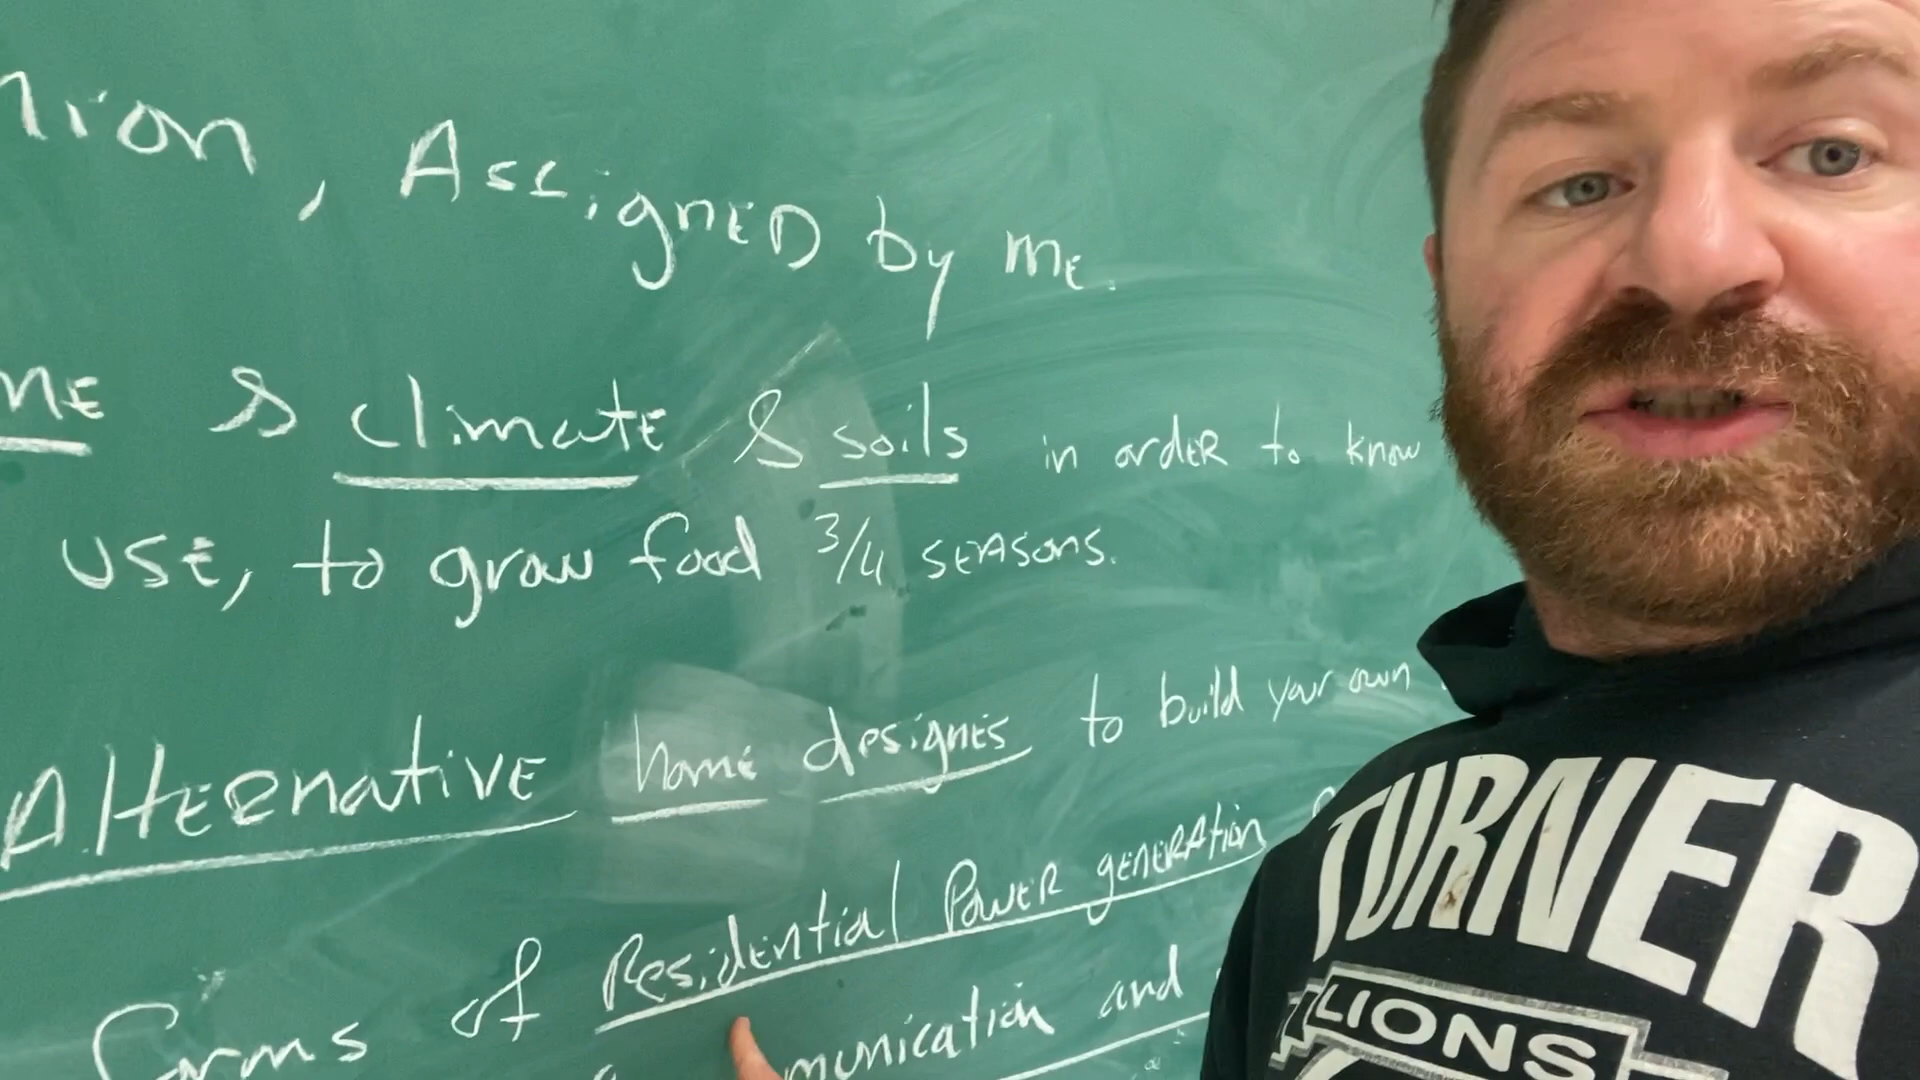 nion, Assigned by me.
me & climate & soils in order to know
use, to grow food 3/4 seasons.
Alternative home designes to build your own
forms of Residential Power generation
munication and
TURNER
LIONS